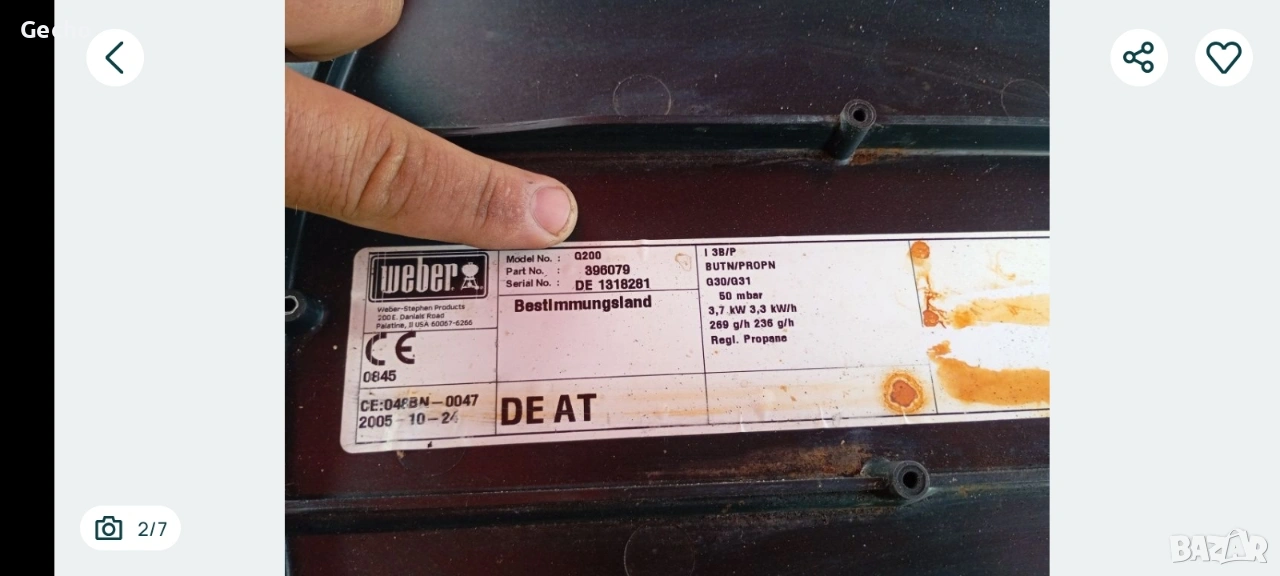 weber
Weber-Stephen Products
200 E. Daniels Road
Palatine, Il USA 60067-6266
CE
0845
CE:048BN-0047
2005-10-24
Model No. : Q200
Part No. : 396079
Serial No. : DE 1318281
Bestimmungsland
DE AT
I 3B/P
BUTN/PROPN
G30/G31
50 mbar
3,7 kW 3,3 kW/h
269 g/h 236 g/h
Regl. Propane
2/7
BAZAR